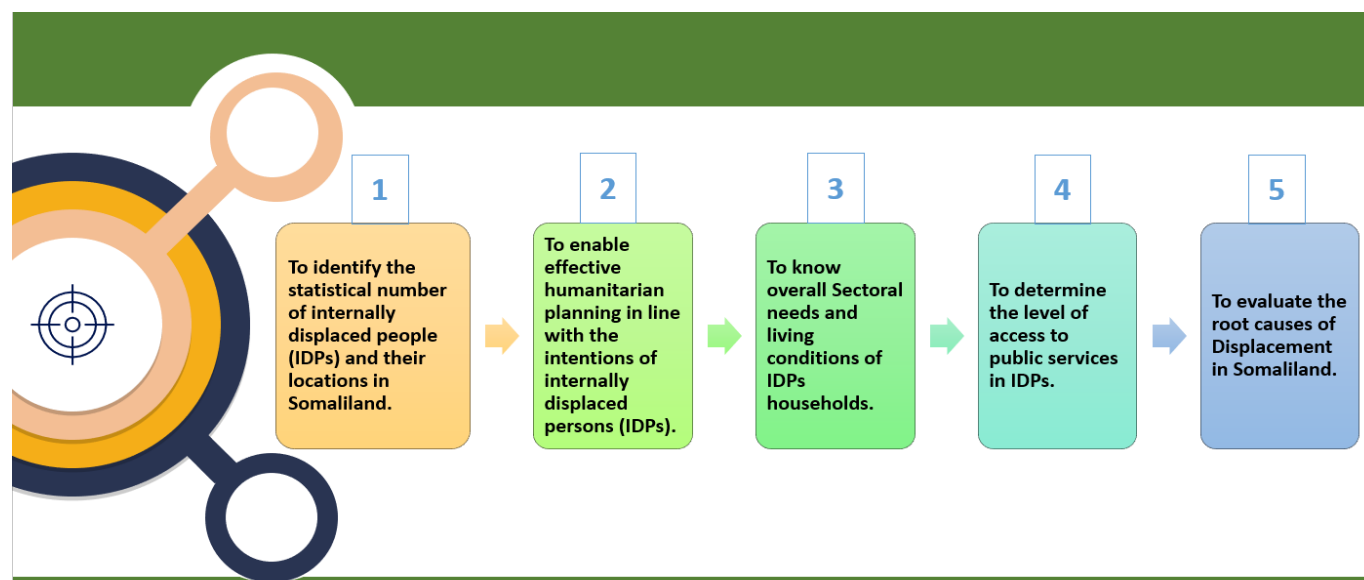 1
To identify the
statistical number
of internally
displaced people
(IDPs) and their
locations in
Somaliland.
2
To enable
effective
humanitarian
planning in line
with the
intentions of
internally
displaced
persons (IDPs).
3
To know
overall Sectoral
needs and
living
conditions of
IDPs
households.
4
To determine
the level of
access to
public services
in IDPs.
5
To evaluate the
root causes of
Displacement
in Somaliland.